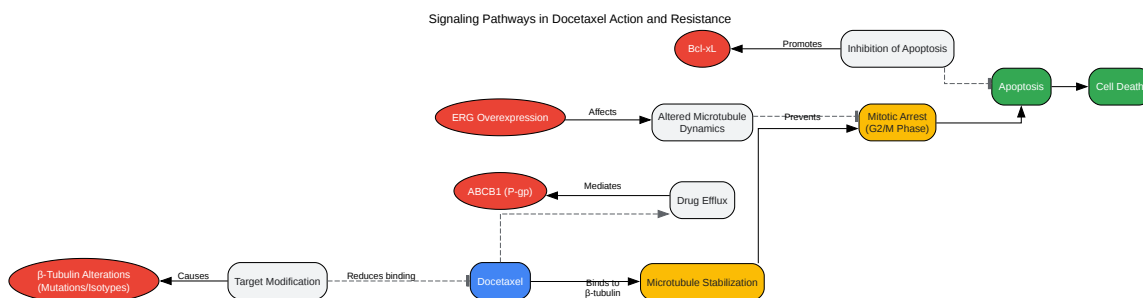 Signaling Pathways in Docetaxel Action and Resistance
Bcl-xL
Promotes
Inhibition of Apoptosis
Apoptosis
Cell Death
ERG Overexpression
Affects
Altered Microtubule
Dynamics
Prevents
Mitotic Arrest
(G2/M Phase)
ABCB1 (P-gp)
Mediates
Drug Efflux
β-Tubulin Alterations
(Mutations/Isotypes)
Causes
Target Modification
Reduces binding
Docetaxel
Binds to
β-tubulin
Microtubule Stabilization